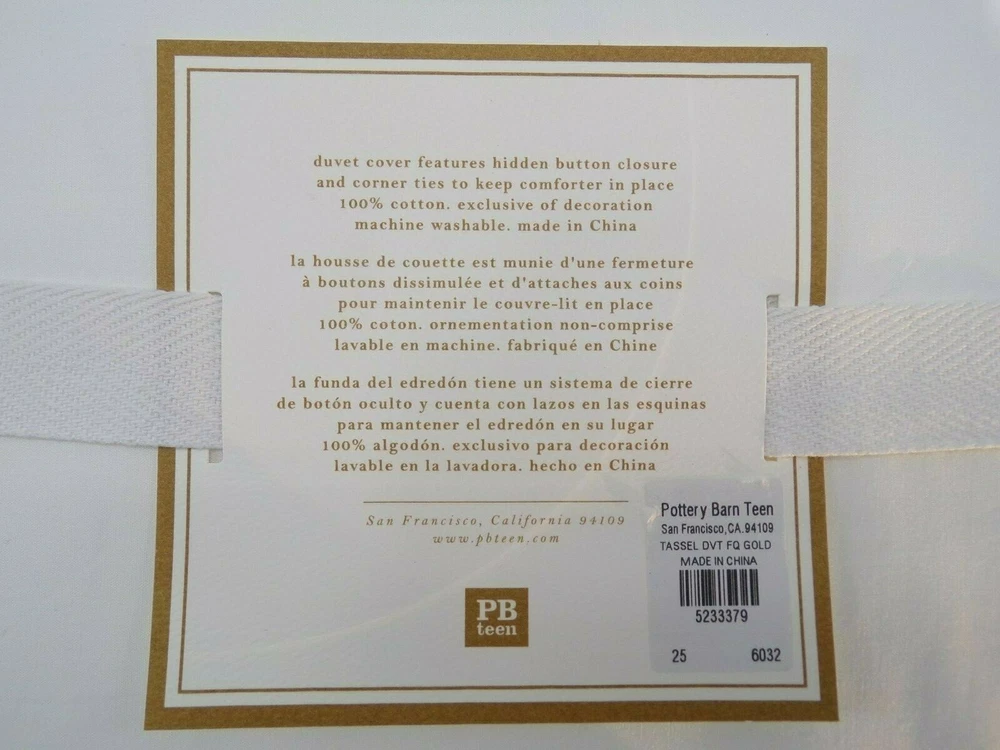 duvet cover features hidden button closure
and corner ties to keep comforter in place
100% cotton. exclusive of decoration
machine washable. made in China
la housse de couette est munie d'une fermeture
à boutons dissimulée et d'attaches aux coins
pour maintenir le couvre-lit en place
100% coton. ornementation non-comprise
lavable en machine. fabriqué en Chine
la funda del edredón tiene un sistema de cierre
de botón oculto y cuenta con lazos en las esquinas
para mantener el edredón en su lugar
100% algodón. exclusivo para decoración
lavable en la lavadora. hecho en China
San Francisco, California 94109
www.pbteen.com
PB
teen
Pottery Barn Teen
San Francisco,CA.94109
TASSEL DVT FQ GOLD
MADE IN CHINA
5233379
25 6032